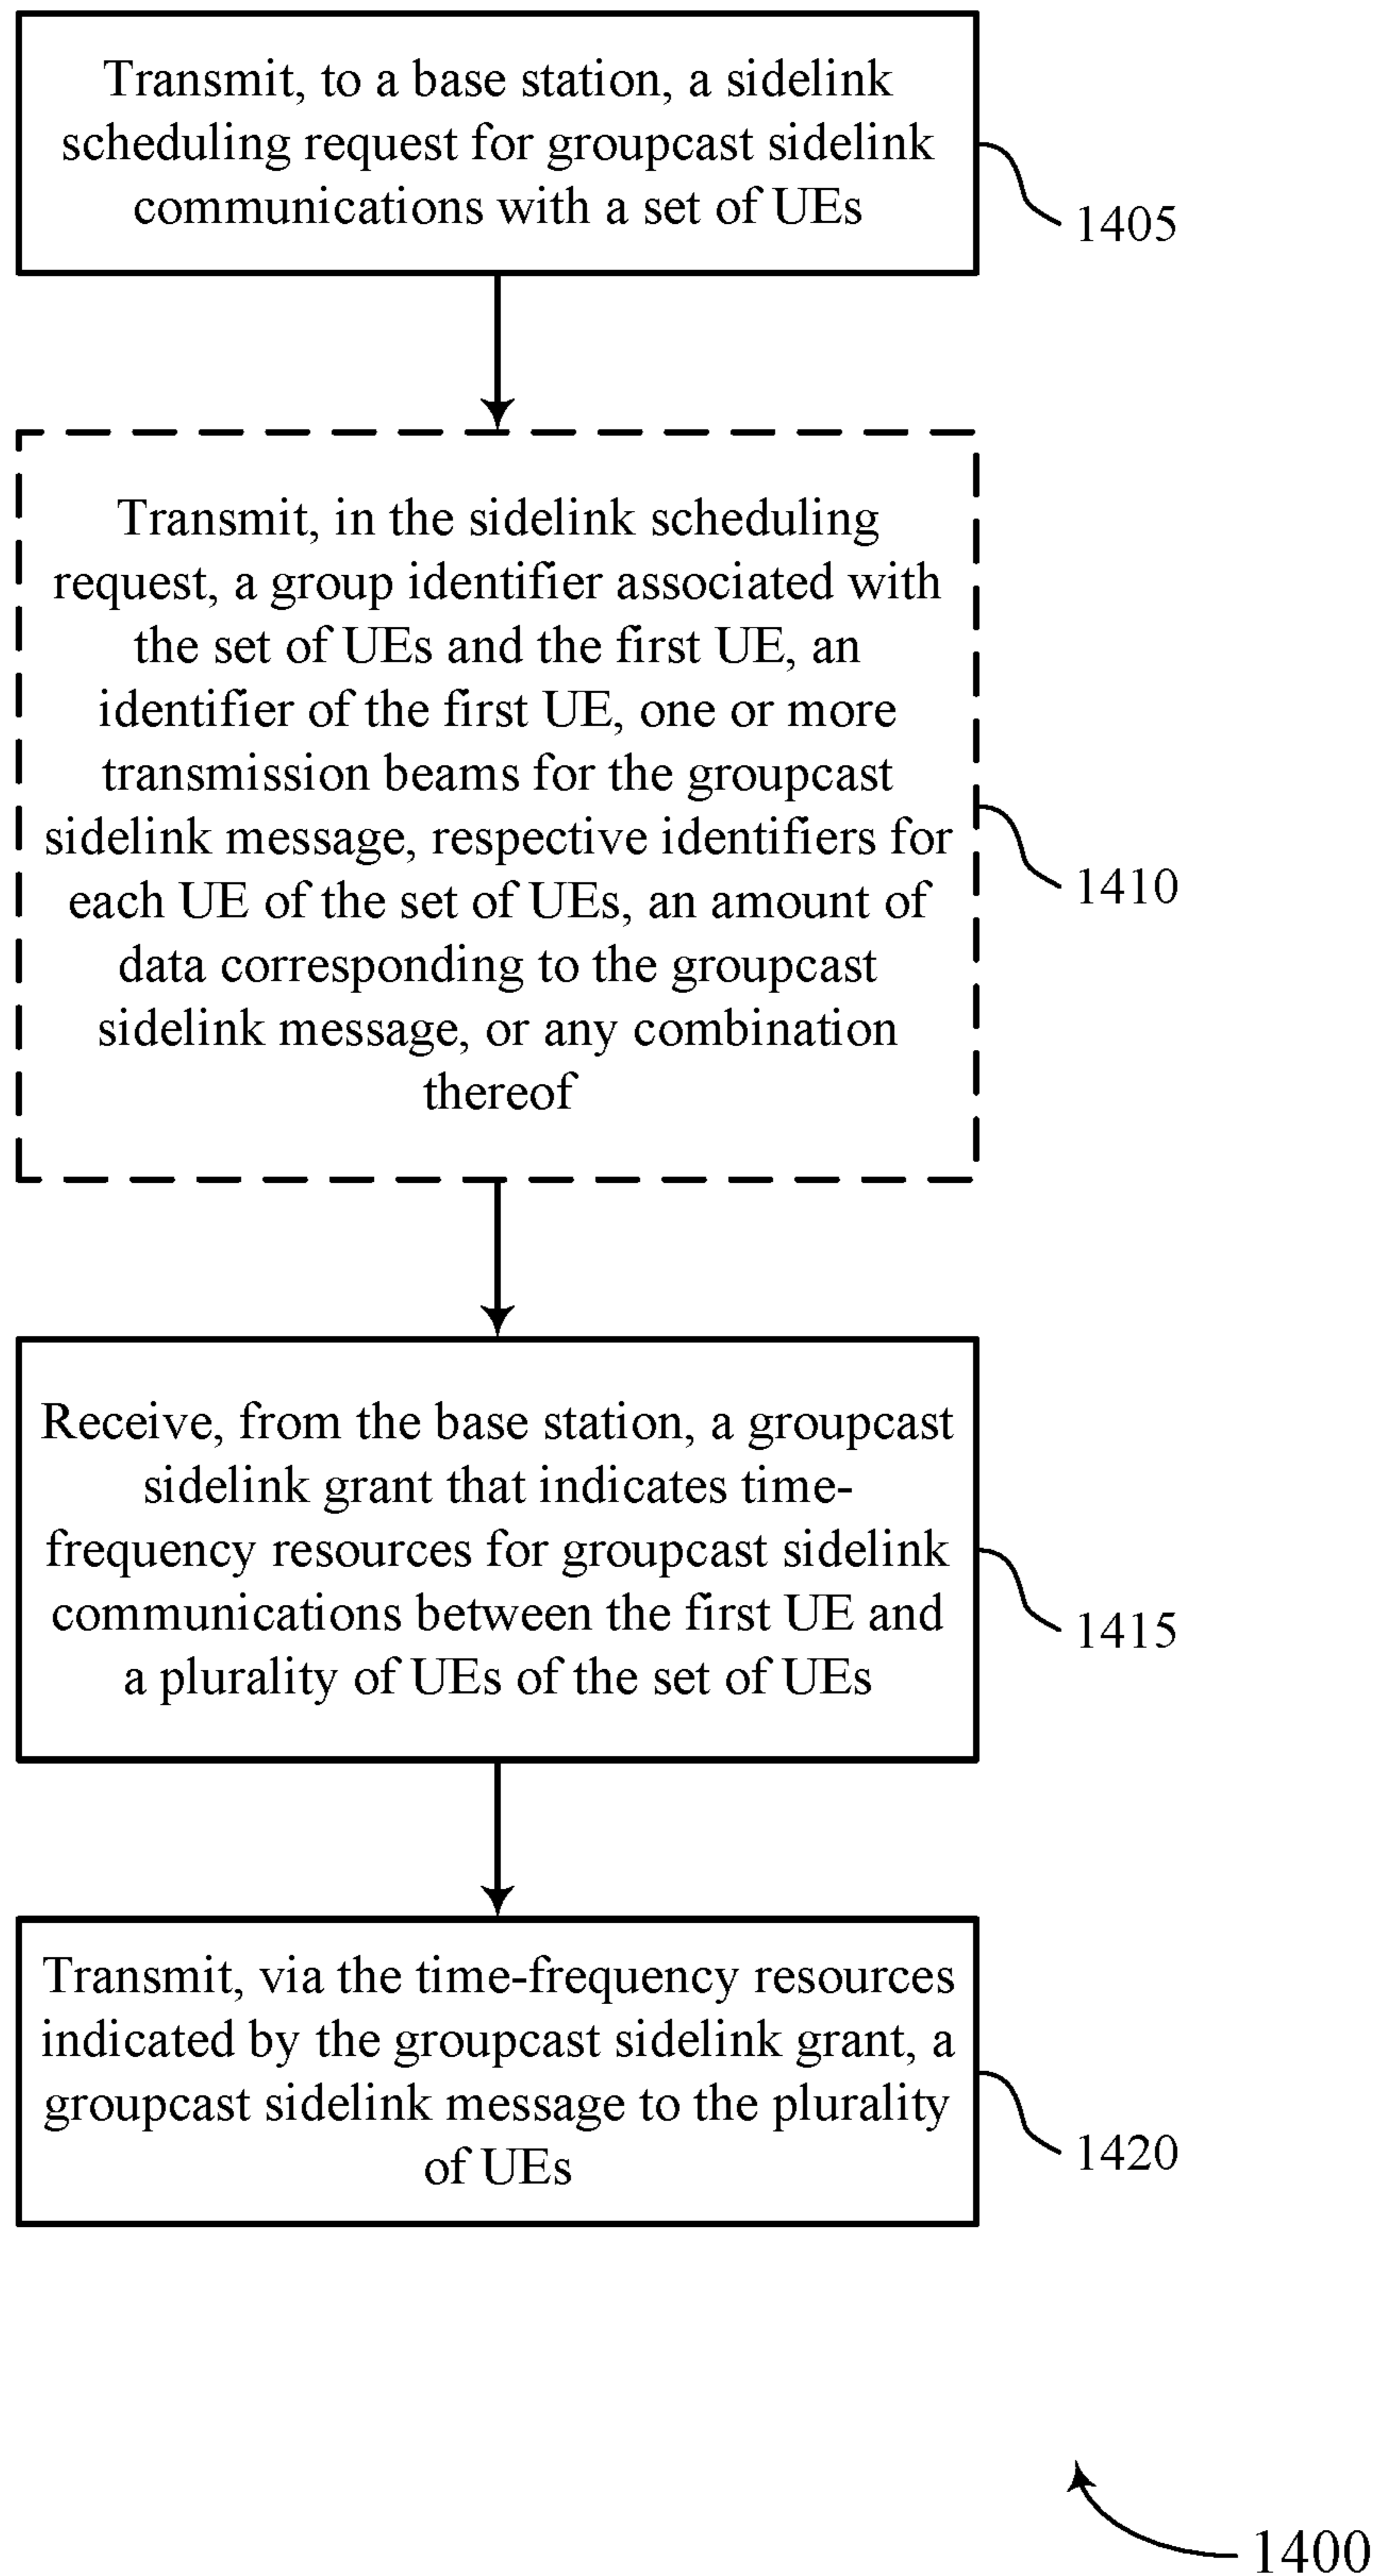 Transmit, to a base station, a sidelink
scheduling request for groupcast sidelink
communications with a set of UEs
1405
Transmit, in the sidelink scheduling
request, a group identifier associated with
the set of UEs and the first UE, an
identifier of the first UE, one or more
transmission beams for the groupcast
sidelink message, respective identifiers for
each UE of the set of UEs, an amount of
data corresponding to the groupcast
sidelink message, or any combination
thereof
1410
Receive, from the base station, a groupcast
sidelink grant that indicates time-
frequency resources for groupcast sidelink
communications between the first UE and
a plurality of UEs of the set of UEs
1415
Transmit, via the time-frequency resources
indicated by the groupcast sidelink grant, a
groupcast sidelink message to the plurality
of UEs
1420
1400